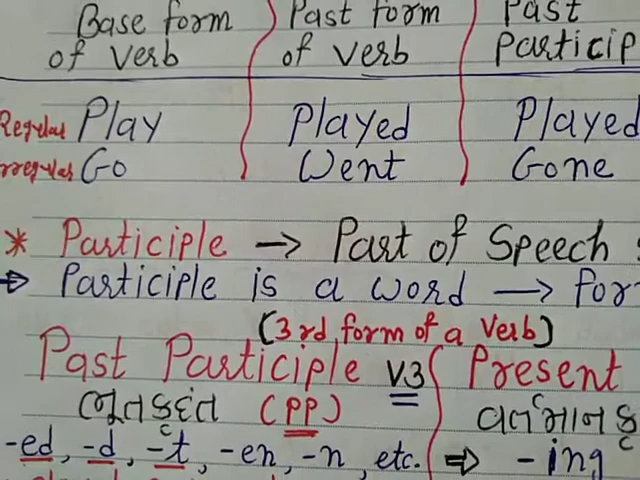 Base form Past form Past
of Verb of Verb Particip
Regular Play Played Played
rregular Go Went Gone
* Participle → Part of Speech
⇒ Participle is a word → for
(3rd form of a Verb)
Past Participle V3 Present
ભૂતકૃદંત (PP) વર્તમાન કૃ
-ed, -d, -t, -en, -n, etc. ⇒ -ing